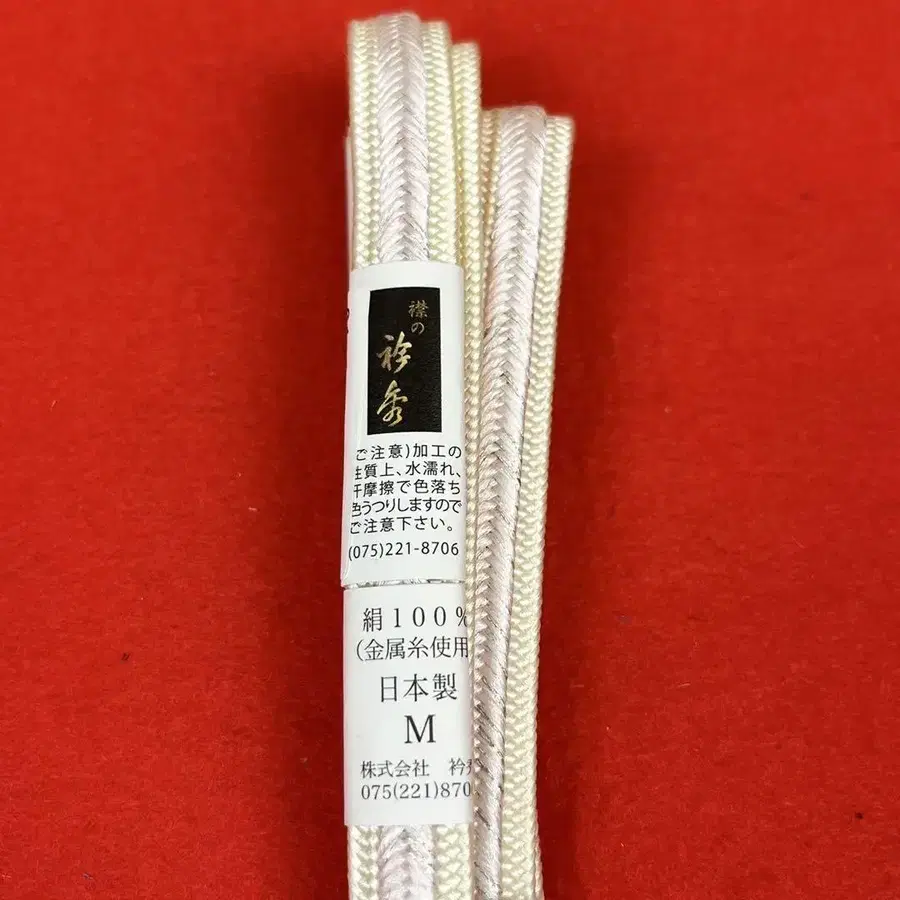 襟の
衿秀
ご注意)加工の
性質上、水濡れ、
汗摩擦で色落ち
色うつりしますので
ご注意下さい。
(075)221-8706
絹100%
(金属糸使用
日本製
M
株式会社 衿秀
075(221)870